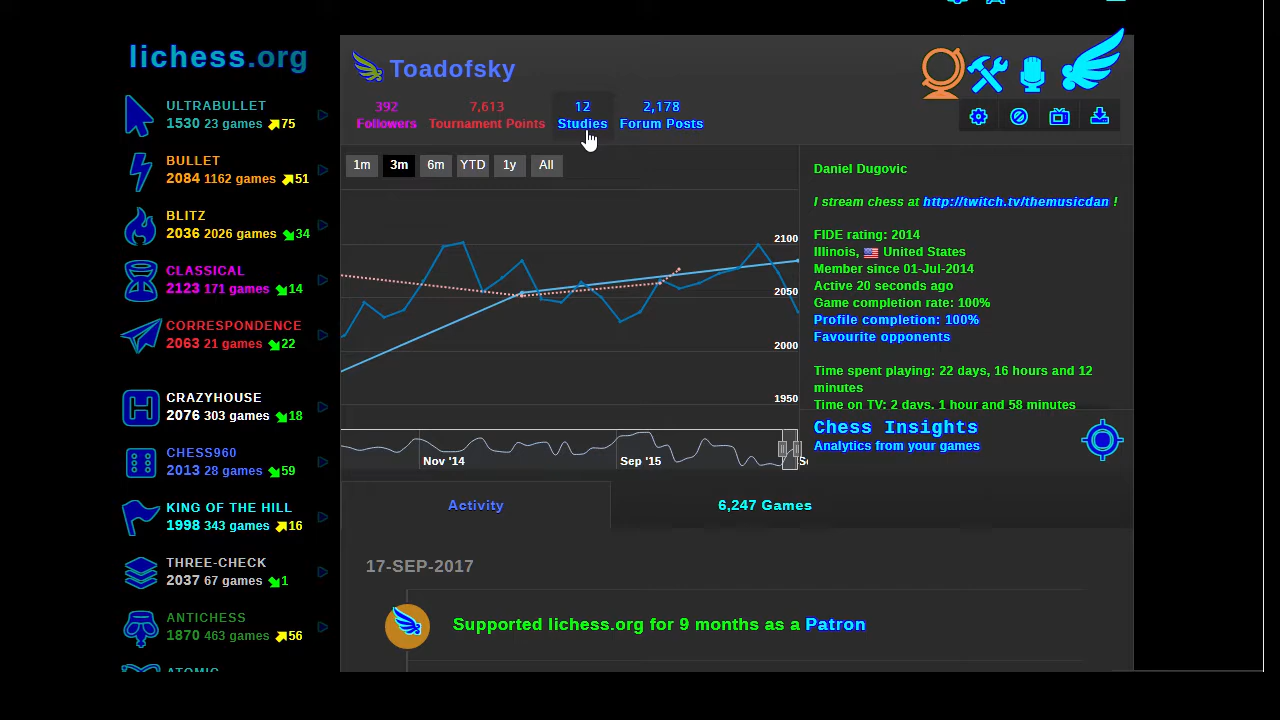 lichess.org
ULTRABULLET
1530 23 games 75
BULLET
2084 1162 games 51
BLITZ
2036 2026 games 34
CLASSICAL
2123 171 games 14
CORRESPONDENCE
2063 21 games 22
CRAZYHOUSE
2076 303 games 18
CHESS960
2013 28 games 59
KING OF THE HILL
1998 343 games 16
THREE-CHECK
2037 67 games 1
ANTICHESS
1870 463 games 56
ATOMIC
Toadofsky
392
Followers
7,613
Tournament Points
12
Studies
2,178
Forum Posts
1m 3m 6m YTD 1y All
2100
2050
2000
1950
Nov '14
Sep '15
Daniel Dugovic
I stream chess at http://twitch.tv/themusicdan !
FIDE rating: 2014
Illinois, United States
Member since 01-Jul-2014
Active 20 seconds ago
Game completion rate: 100%
Profile completion: 100%
Favourite opponents
Time spent playing: 22 days, 16 hours and 12
minutes
Time on TV: 2 days, 1 hour and 58 minutes
Chess Insights
Analytics from your games
Activity
6,247 Games
17-SEP-2017
Supported lichess.org for 9 months as a Patron